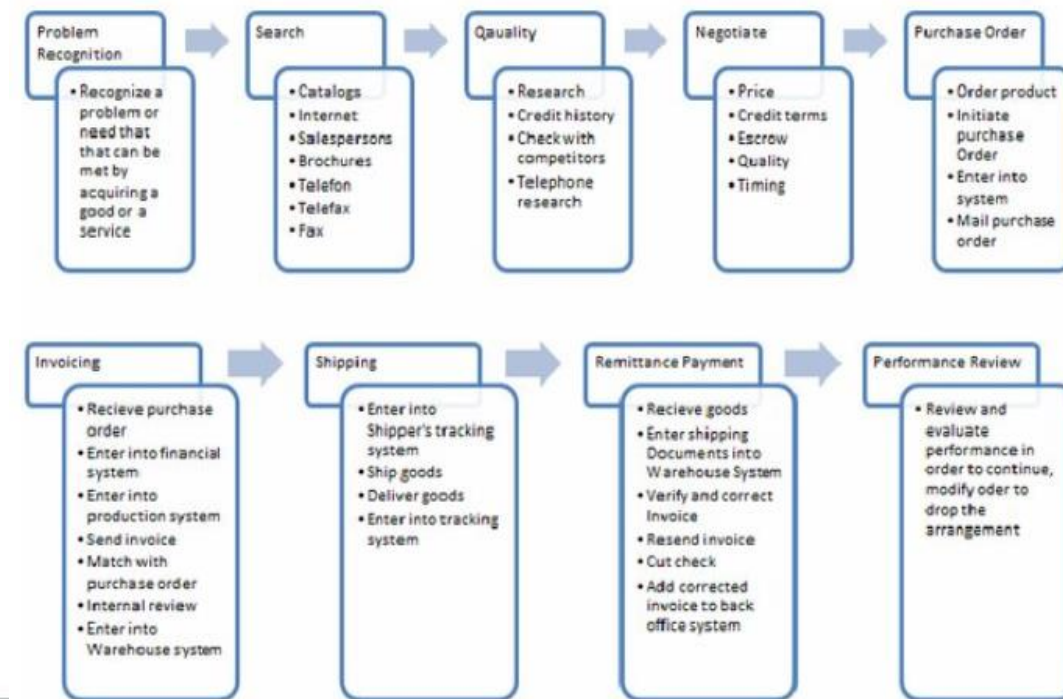 Problem
Recognition
• Recognize a
problem or
need that
that can be
met by
acquiring a
good or a
service
Search
• Catalogs
• Internet
• Salespersons
• Brochures
• Telefon
• Telefax
• Fax
Qauality
• Research
• Credit history
• Check with
competitors
• Telephone
research
Negotiate
• Price
• Credit terms
• Escrow
• Quality
• Timing
Purchase Order
• Order product
• Initiate
purchase
Order
• Enter into
system
• Mail purchase
order
Invoicing
• Recieve purchase
order
• Enter into financial
system
• Enter into
production system
• Send invoice
• Match with
purchase order
• Internal review
• Enter into
Warehouse system
Shipping
• Enter into
Shipper's tracking
system
• Ship goods
• Deliver goods
• Enter into tracking
system
Remittance Payment
• Recieve goods
• Enter shipping
Documents into
Warehouse System
• Verify and correct
Invoice
• Resend invoice
• Cut check
• Add corrected
invoice to back
office system
Performance Review
• Review and
evaluate
performance in
order to continue,
modify oder to
drop the
arrangement